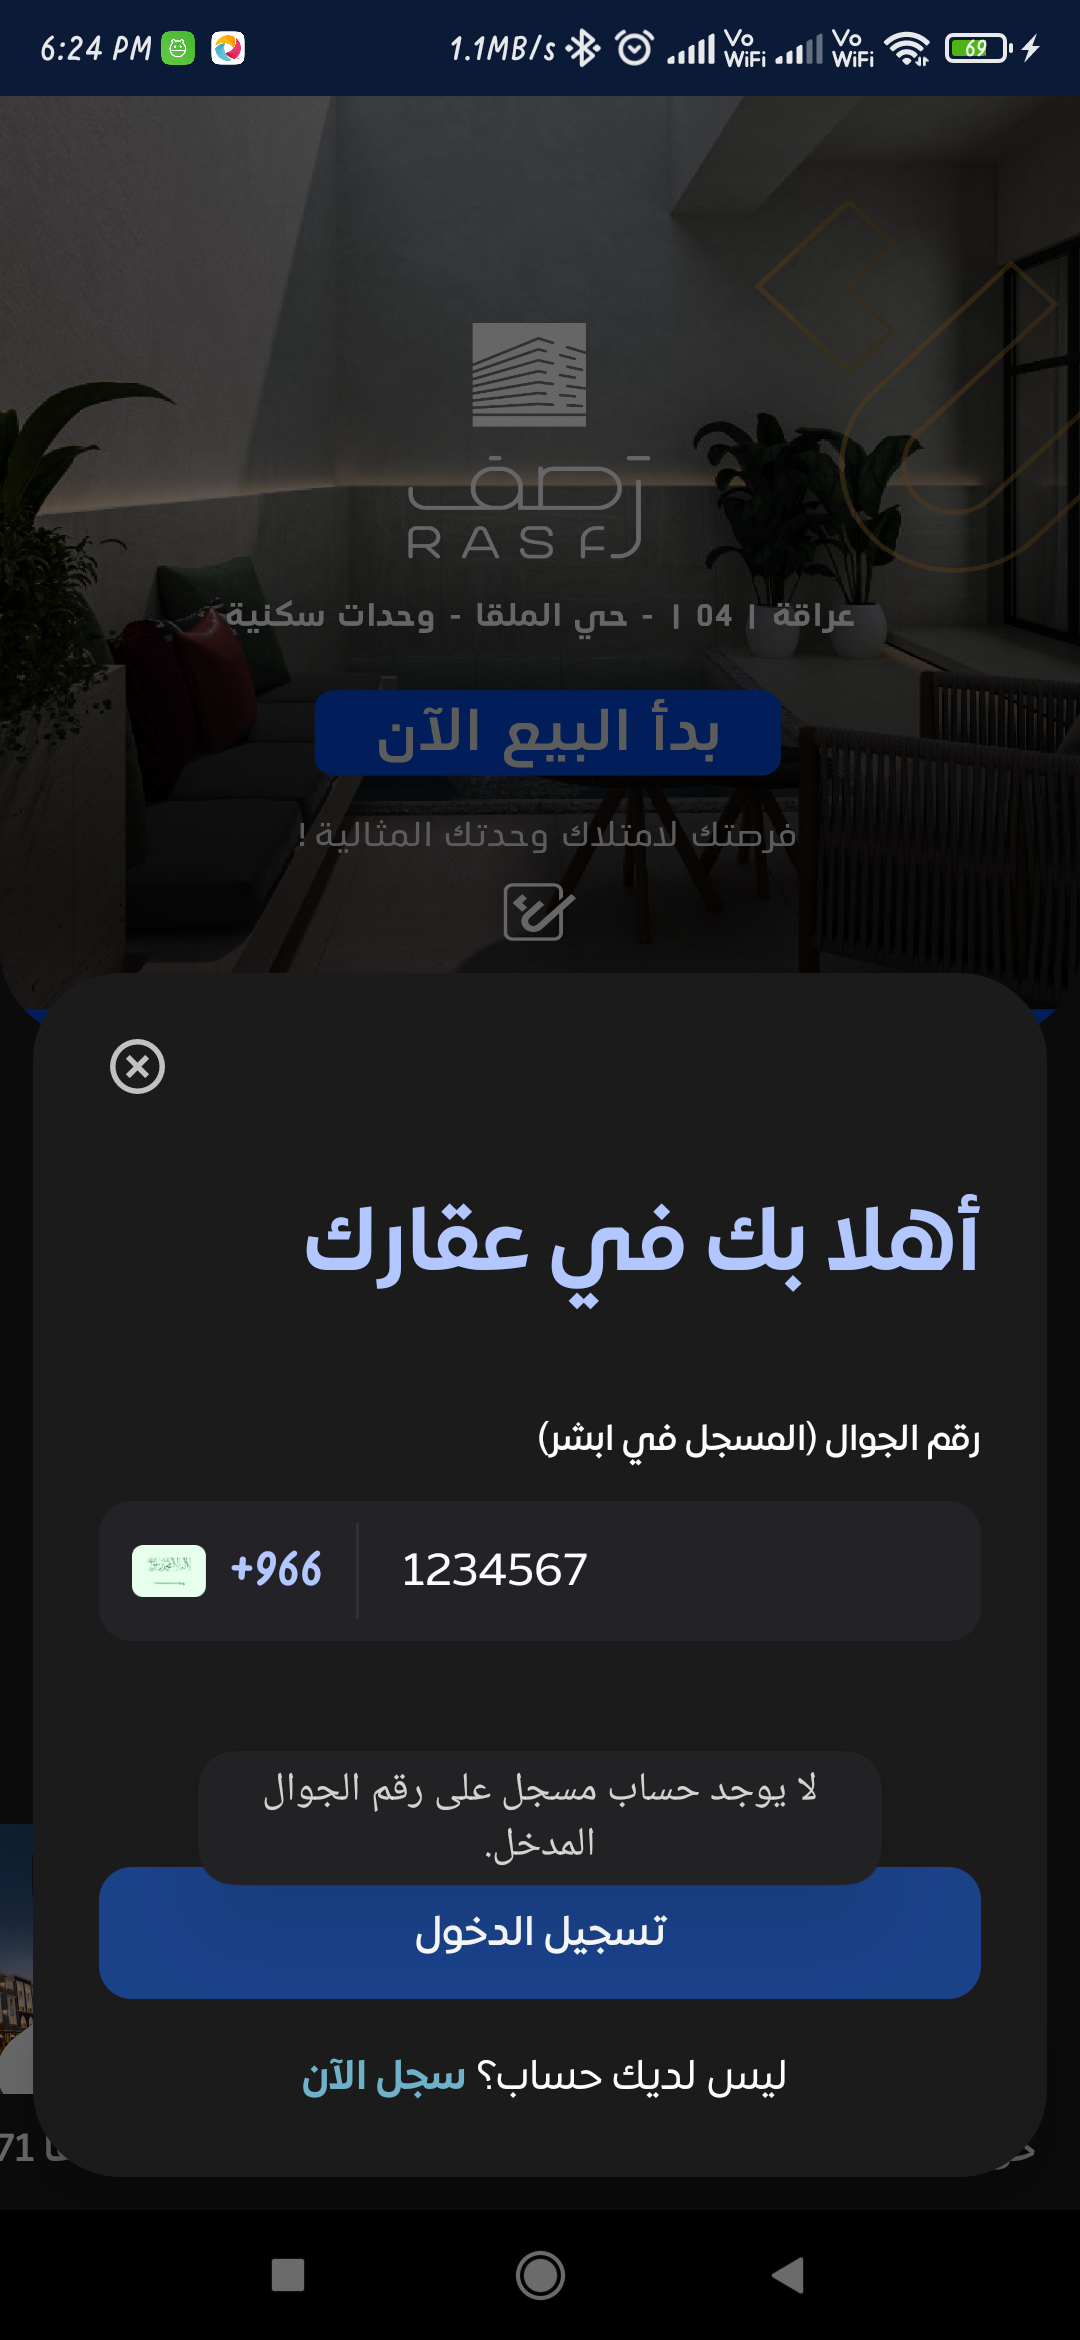 6:24 PM
1.1MB/s
Vo WiFi
Vo WiFi
69
رَصف
RASF
عراقة | 04 | - حي الملقا - وحدات سكنية
بدأ البيع الآن
فرصتك لامتلاك وحدتك المثالية !
أهلا بك في عقارك
رقم الجوال (المسجل في ابشر)
+966
1234567
لا يوجد حساب مسجل على رقم الجوال
المدخل.
تسجيل الدخول
ليس لديك حساب؟ سجل الآن
71